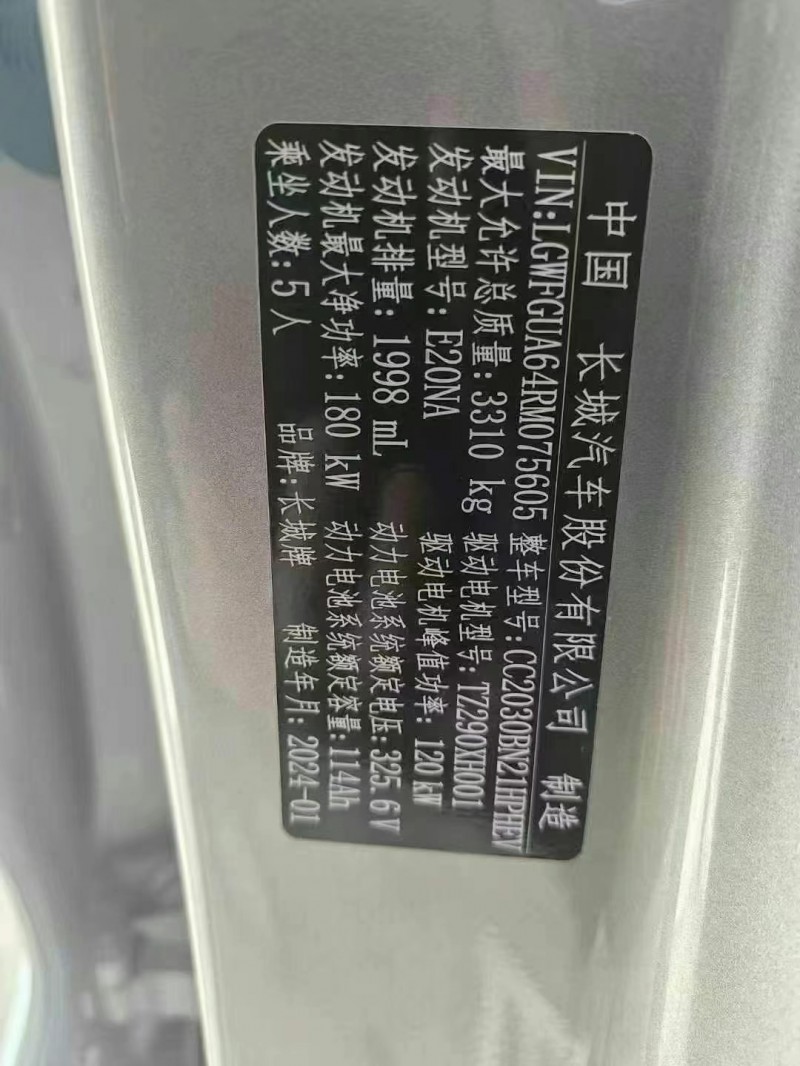 中国 长城汽车股份有限公司 制造
VIN:LGWFGUA64RM075605 整车型号:CC2030BN21HPHEV
最大允许总质量:3310 kg 驱动电机型号:TZ290XH001
发动机型号:E20NA 驱动电机峰值功率:120kW
发动机排量:1998 mL 动力电池系统额定电压:325.6V
发动机最大净功率:180 kW 动力电池系统额定容量:114Ah
乘坐人数:5人 品牌:长城牌 制造年月:2024-01